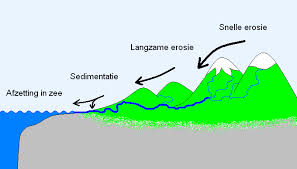 Snelle erosie
Langzame erosie
Sedimentatie
Afzetting in zee